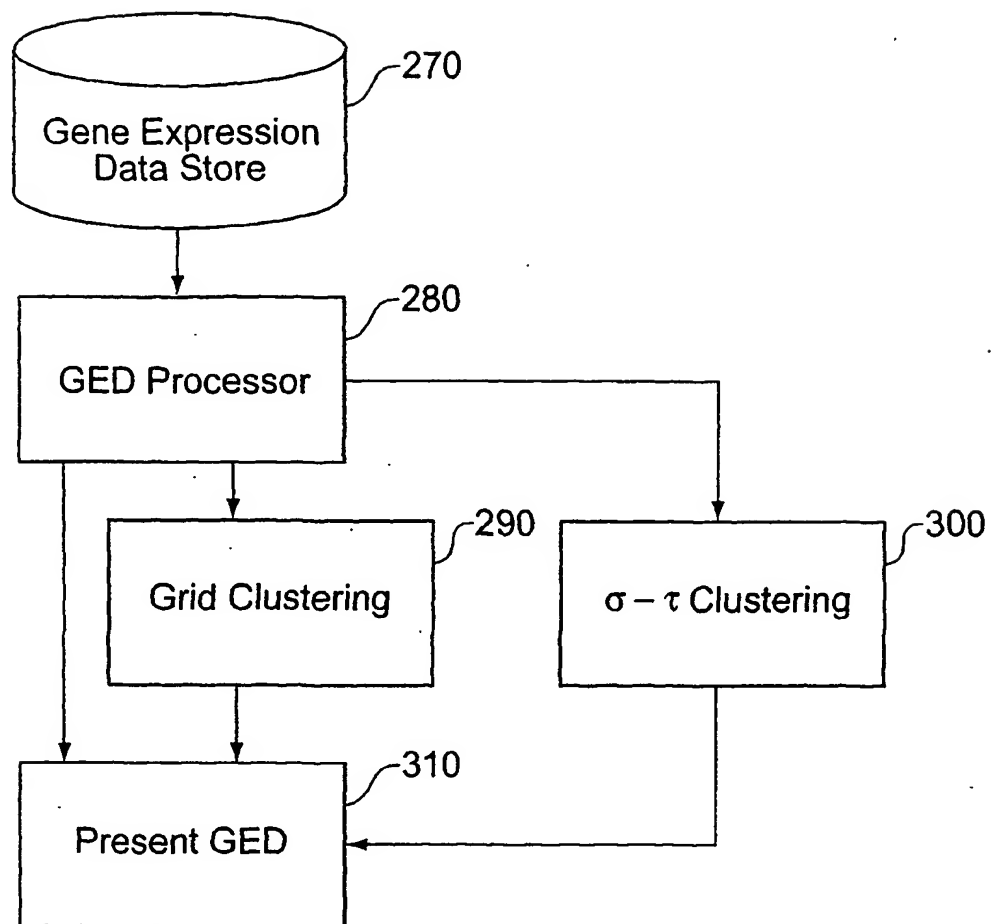 270
Gene Expression
Data Store
280
GED Processor
290
Grid Clustering
300
σ – τ Clustering
310
Present GED